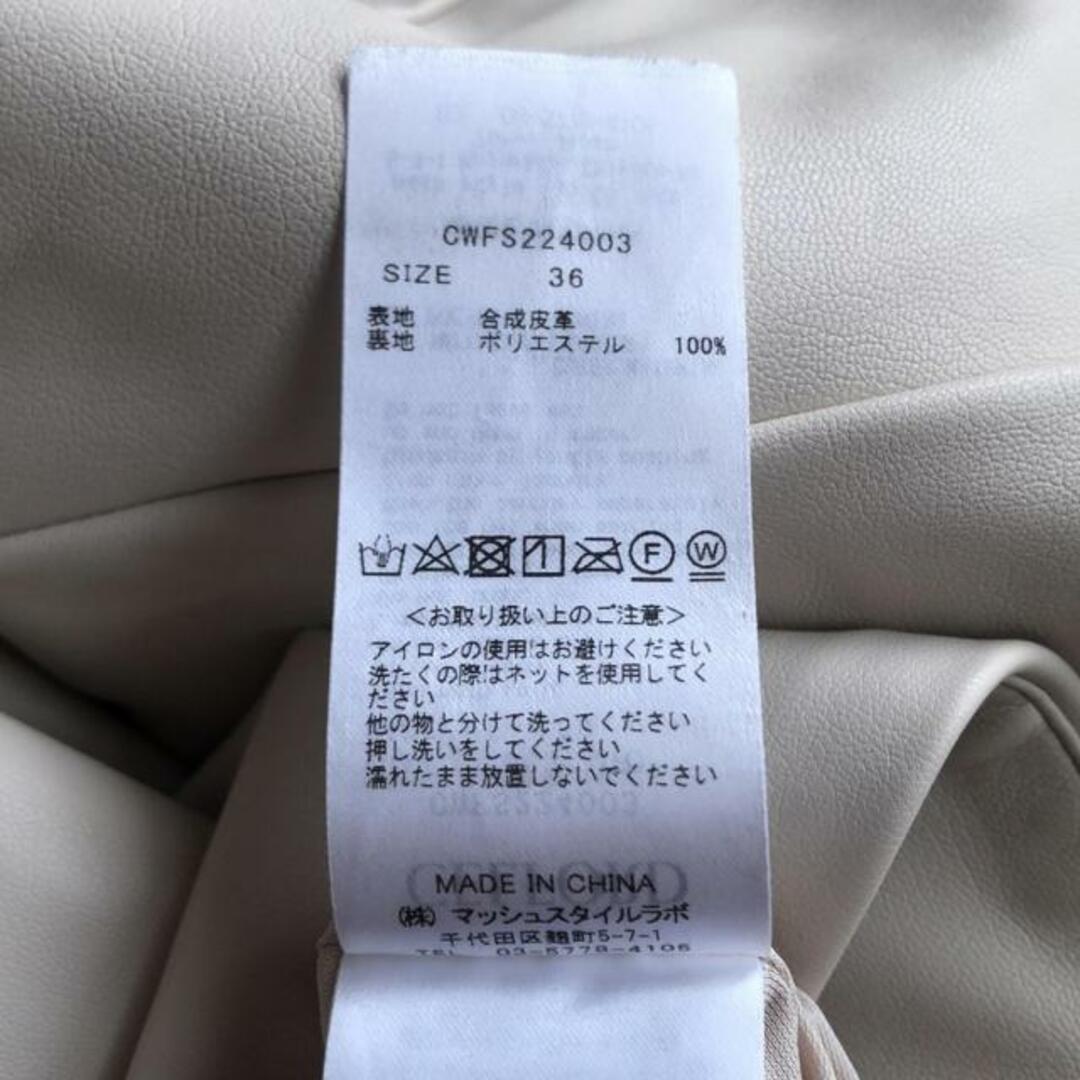 CWFS224003
SIZE 36
表地 合成皮革
裏地 ポリエステル 100%
F W
<お取り扱い上のご注意>
アイロンの使用はお避けください
洗たくの際はネットを使用してく
ださい
他の物と分けて洗ってください
押し洗いをしてください
濡れたまま放置しないでください
MADE IN CHINA
(株) マッシュスタイルラボ
千代田区麹町5-7-1
TEL 03-5778-4105